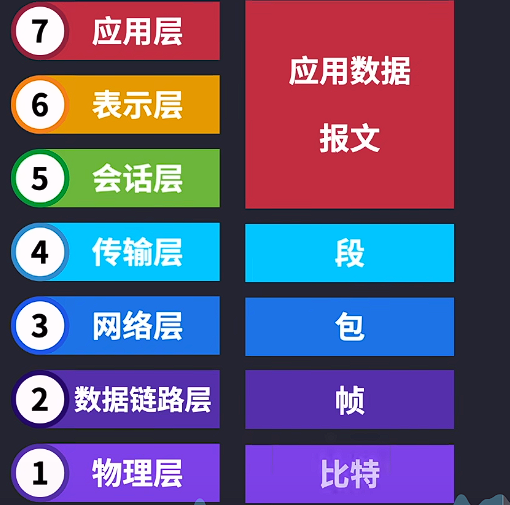 7 应用层
应用数据
报文
6 表示层
5 会话层
4 传输层 段
3 网络层 包
2 数据链路层 帧
1 物理层 比特